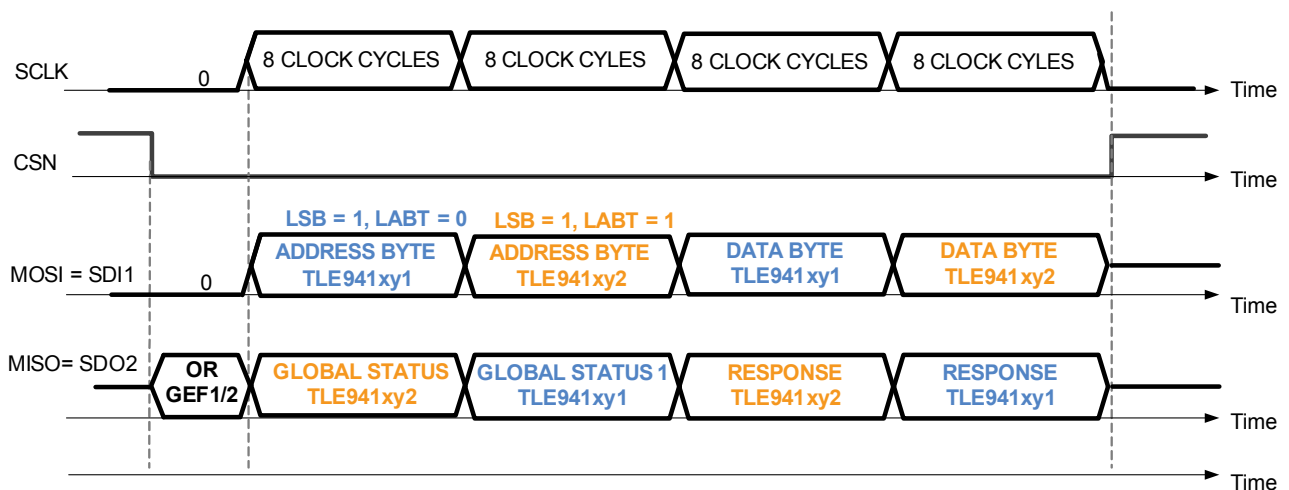 SCLK 0 8 CLOCK CYCLES 8 CLOCK CYLES 8 CLOCK CYCLES 8 CLOCK CYLES Time
CSN Time
LSB = 1, LABT = 0 LSB = 1, LABT = 1
MOSI = SDI1 0 ADDRESS BYTE ADDRESS BYTE DATA BYTE DATA BYTE
TLE941xy1 TLE941xy2 TLE941xy1 TLE941xy2 Time
MISO= SDO2 OR GLOBAL STATUS GLOBAL STATUS 1 RESPONSE RESPONSE
GEF1/2 TLE941xy2 TLE941xy1 TLE941xy2 TLE941xy1 Time
Time